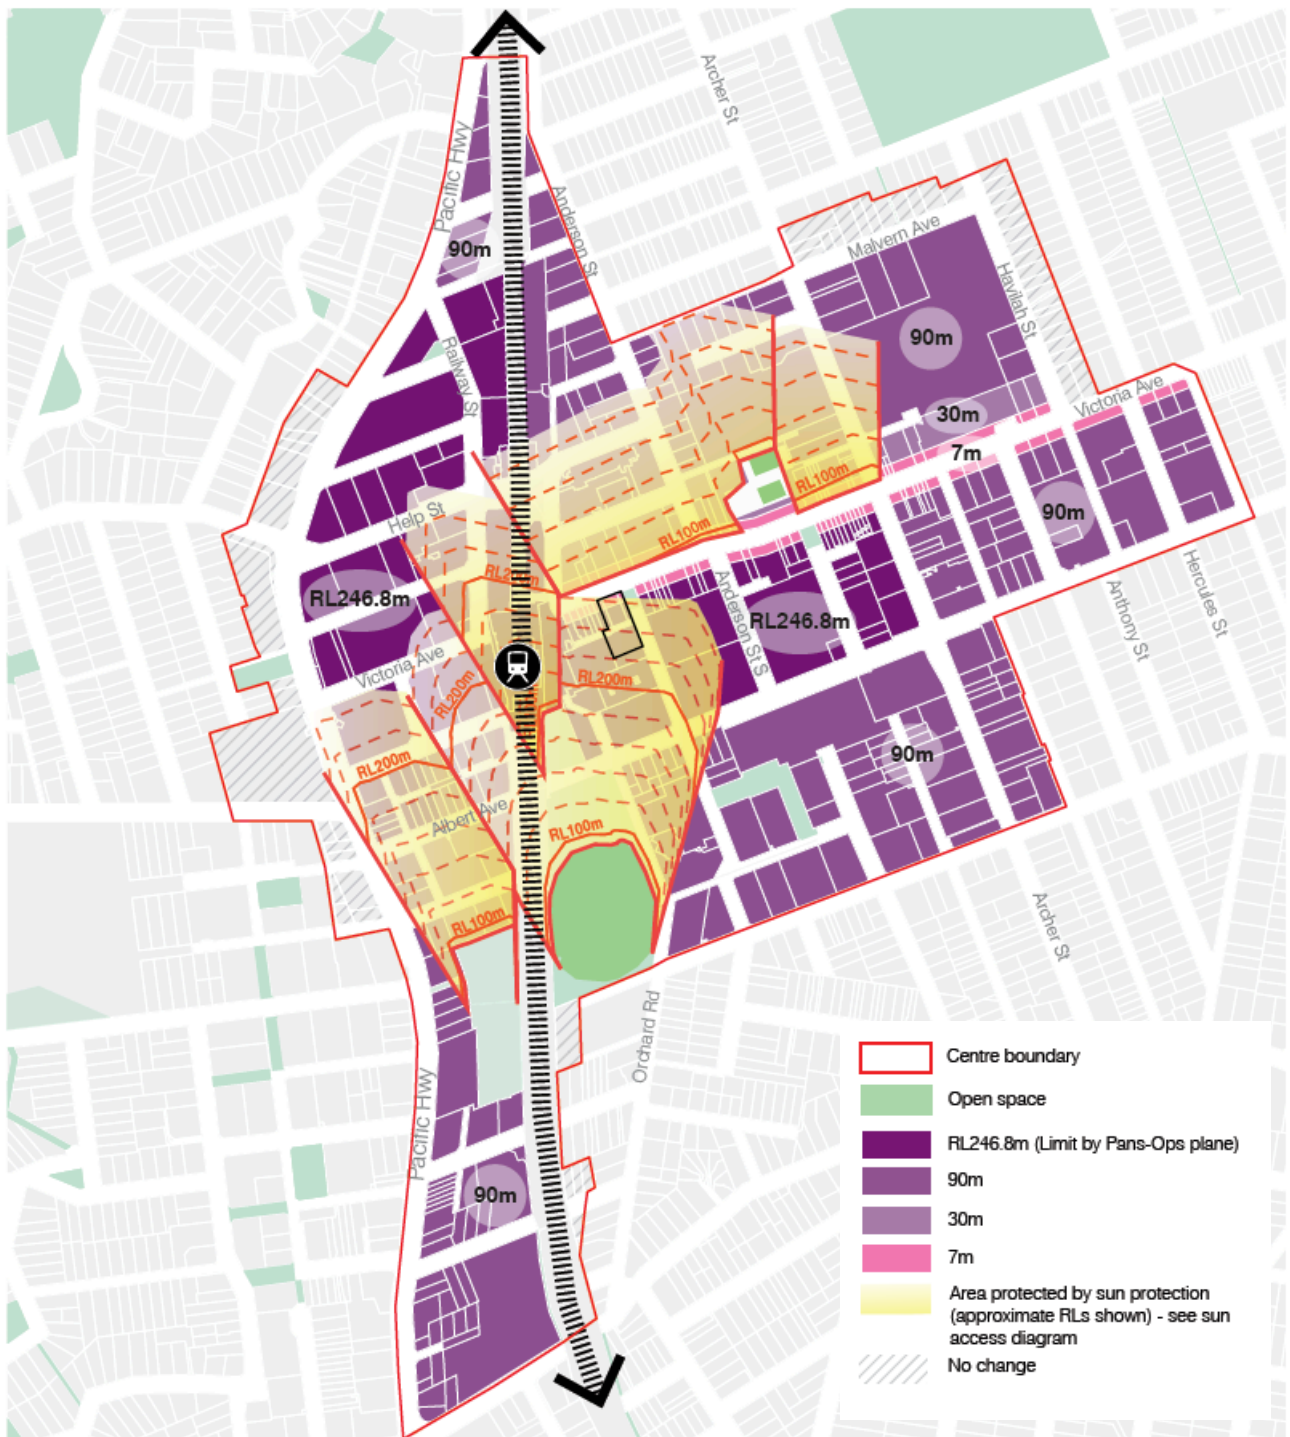 Archer St
Pacific Hwy
Anderson St
90m
Malvern Ave
Havilah St
90m
Railway St
Victoria Ave
30m
7m
RL100m
90m
Help St
RL100m
RL200m
RL246.8m
Anderson St S
RL246.8m
Anthony St
Hercules St
Victoria Ave
RL200m
RL200m
RL200m
90m
Albert Ave
RL100m
RL100m
Archer St
Orchard Rd
Pacific Hwy
90m
Centre boundary
Open space
RL246.8m (Limit by Pans-Ops plane)
90m
30m
7m
Area protected by sun protection
(approximate RLs shown) - see sun
access diagram
No change